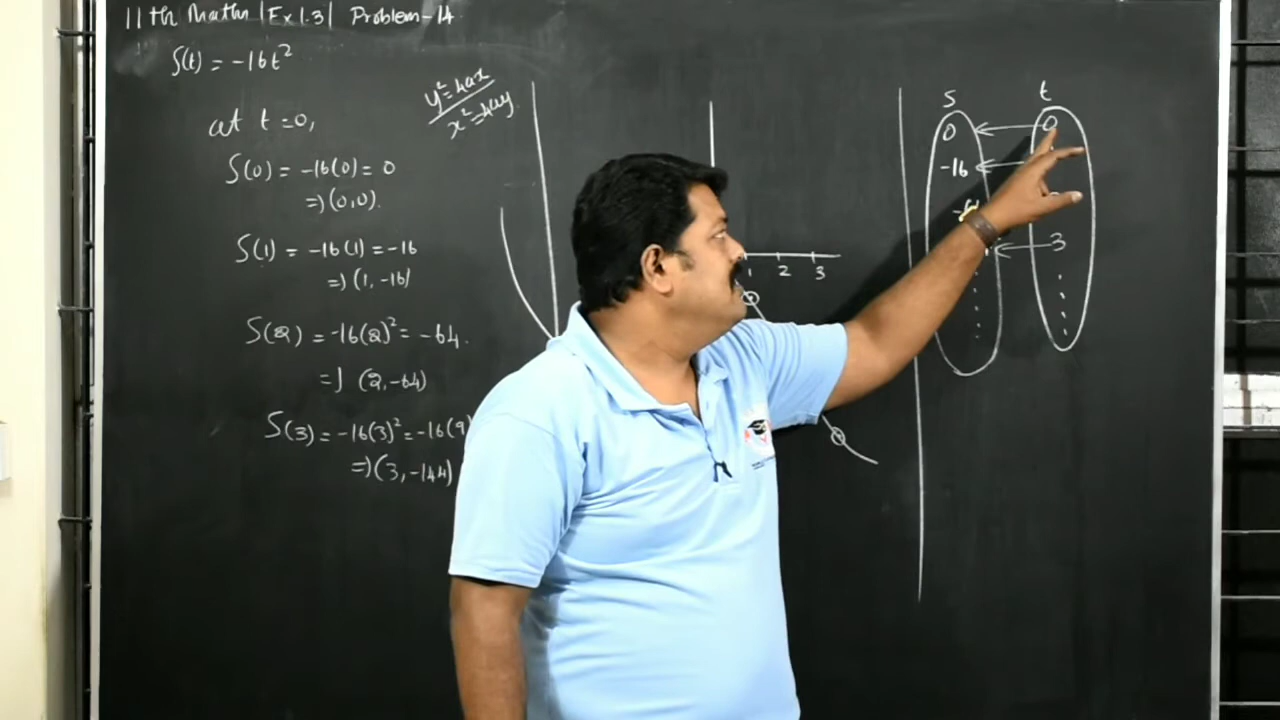 11th Maths | Ex 1.3 | Problem-14
S(t) = -16t²
y² = 4ax
x² = 4ay
at t = 0,
S(0) = -16(0) = 0
=> (0,0)
S(1) = -16(1) = -16
=> (1, -16)
S(2) = -16(2)² = -64.
=> (2, -64)
S(3) = -16(3)² = -16(9)
=> (3, -144)
1 2 3
S t
0 0
-16
3